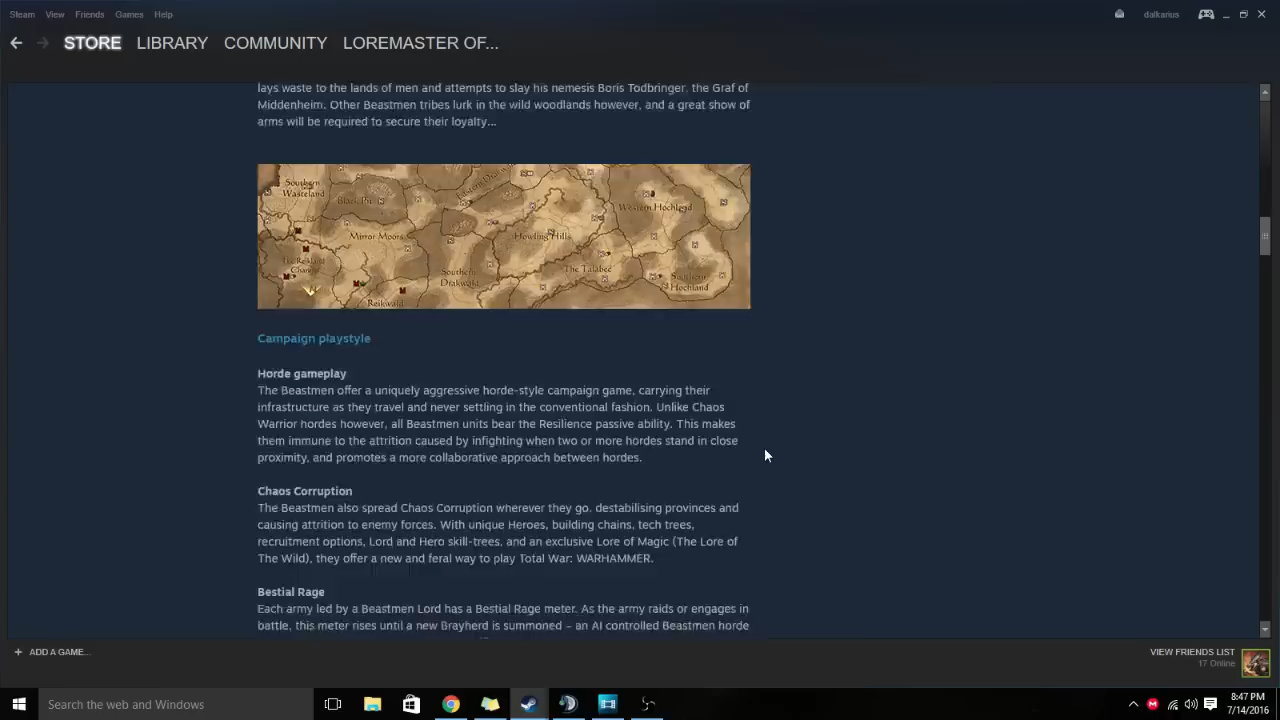 Steam View Friends Games Help dalkarius
STORE LIBRARY COMMUNITY LOREMASTER OF...
lays waste to the lands of men and attempts to slay his nemesis Boris Todbringer, the Graf of
Middenheim. Other Beastmen tribes lurk in the wild woodlands however, and a great show of
arms will be required to secure their loyalty...
Southern
Wasteland
Black Pit
Western Hochland
Mirror Moors
Howling Hills
The Reikland
Southern
Drakwald
The Talabec
Southern
Hochland
Reikwald
Campaign playstyle
Horde gameplay
The Beastmen offer a uniquely aggressive horde-style campaign game, carrying their
infrastructure as they travel and never settling in the conventional fashion. Unlike Chaos
Warrior hordes however, all Beastmen units bear the Resilience passive ability. This makes
them immune to the attrition caused by infighting when two or more hordes stand in close
proximity, and promotes a more collaborative approach between hordes.
Chaos Corruption
The Beastmen also spread Chaos Corruption wherever they go, destabilising provinces and
causing attrition to enemy forces. With unique Heroes, building chains, tech trees,
recruitment options, Lord and Hero skill-trees, and an exclusive Lore of Magic (The Lore of
The Wild), they offer a new and feral way to play Total War: WARHAMMER.
Bestial Rage
Each army led by a Beastmen Lord has a Bestial Rage meter. As the army raids or engages in
battle, this meter rises until a new Brayherd is summoned – an AI controlled Beastmen horde
+ ADD A GAME... VIEW FRIENDS LIST
17 Online
Search the web and Windows 8:47 PM
7/14/2016